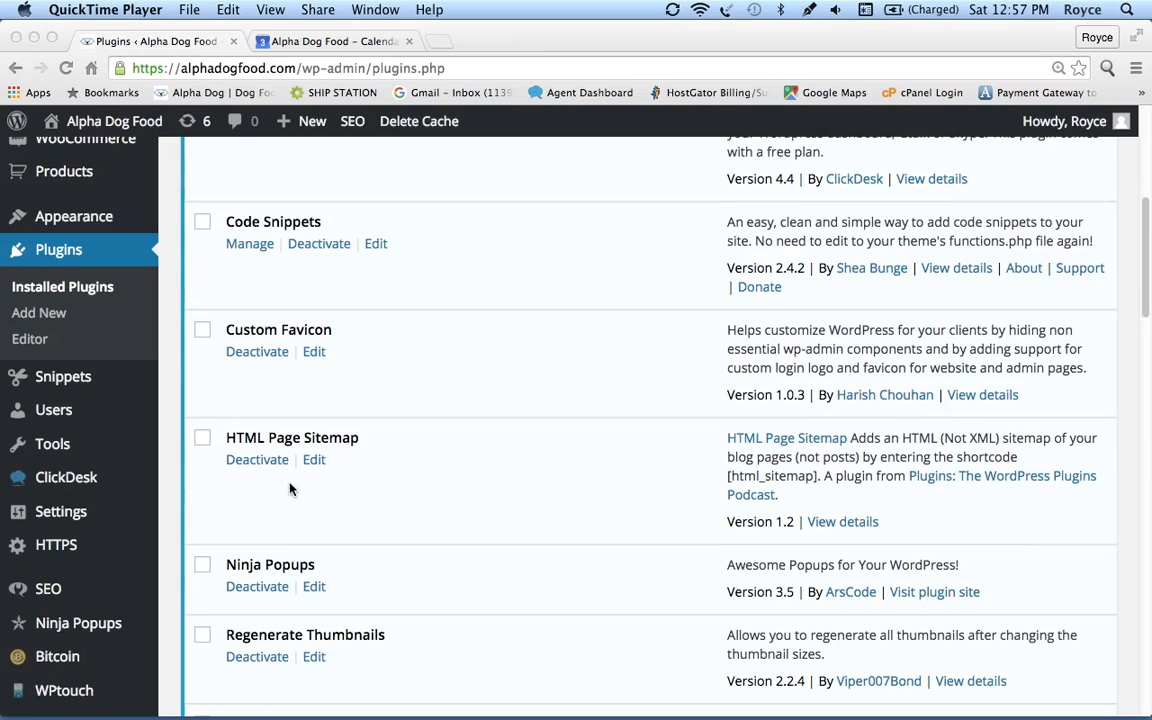 QuickTime Player File Edit View Share Window Help (Charged) Sat 12:57 PM Royce
Plugins ‹ Alpha Dog Food × 3 Alpha Dog Food - Calenda × Royce
https://alphadogfood.com/wp-admin/plugins.php
Apps Bookmarks Alpha Dog | Dog Foo SHIP STATION Gmail - Inbox (1139 Agent Dashboard HostGator Billing/Su Google Maps cPanel Login Payment Gateway to »
Alpha Dog Food 6 0 New SEO Delete Cache Howdy, Royce
WooCommerce
Products
Appearance
Plugins
Installed Plugins
Add New
Editor
Snippets
Users
Tools
ClickDesk
Settings
HTTPS
SEO
Ninja Popups
Bitcoin
WPtouch
with a free plan.
Version 4.4 | By ClickDesk | View details
Code Snippets
Manage | Deactivate | Edit
An easy, clean and simple way to add code snippets to your
site. No need to edit to your theme's functions.php file again!
Version 2.4.2 | By Shea Bunge | View details | About | Support
| Donate
Custom Favicon
Deactivate | Edit
Helps customize WordPress for your clients by hiding non
essential wp-admin components and by adding support for
custom login logo and favicon for website and admin pages.
Version 1.0.3 | By Harish Chouhan | View details
HTML Page Sitemap
Deactivate | Edit
HTML Page Sitemap Adds an HTML (Not XML) sitemap of your
blog pages (not posts) by entering the shortcode
[html_sitemap]. A plugin from Plugins: The WordPress Plugins
Podcast.
Version 1.2 | View details
Ninja Popups
Deactivate | Edit
Awesome Popups for Your WordPress!
Version 3.5 | By ArsCode | Visit plugin site
Regenerate Thumbnails
Deactivate | Edit
Allows you to regenerate all thumbnails after changing the
thumbnail sizes.
Version 2.2.4 | By Viper007Bond | View details